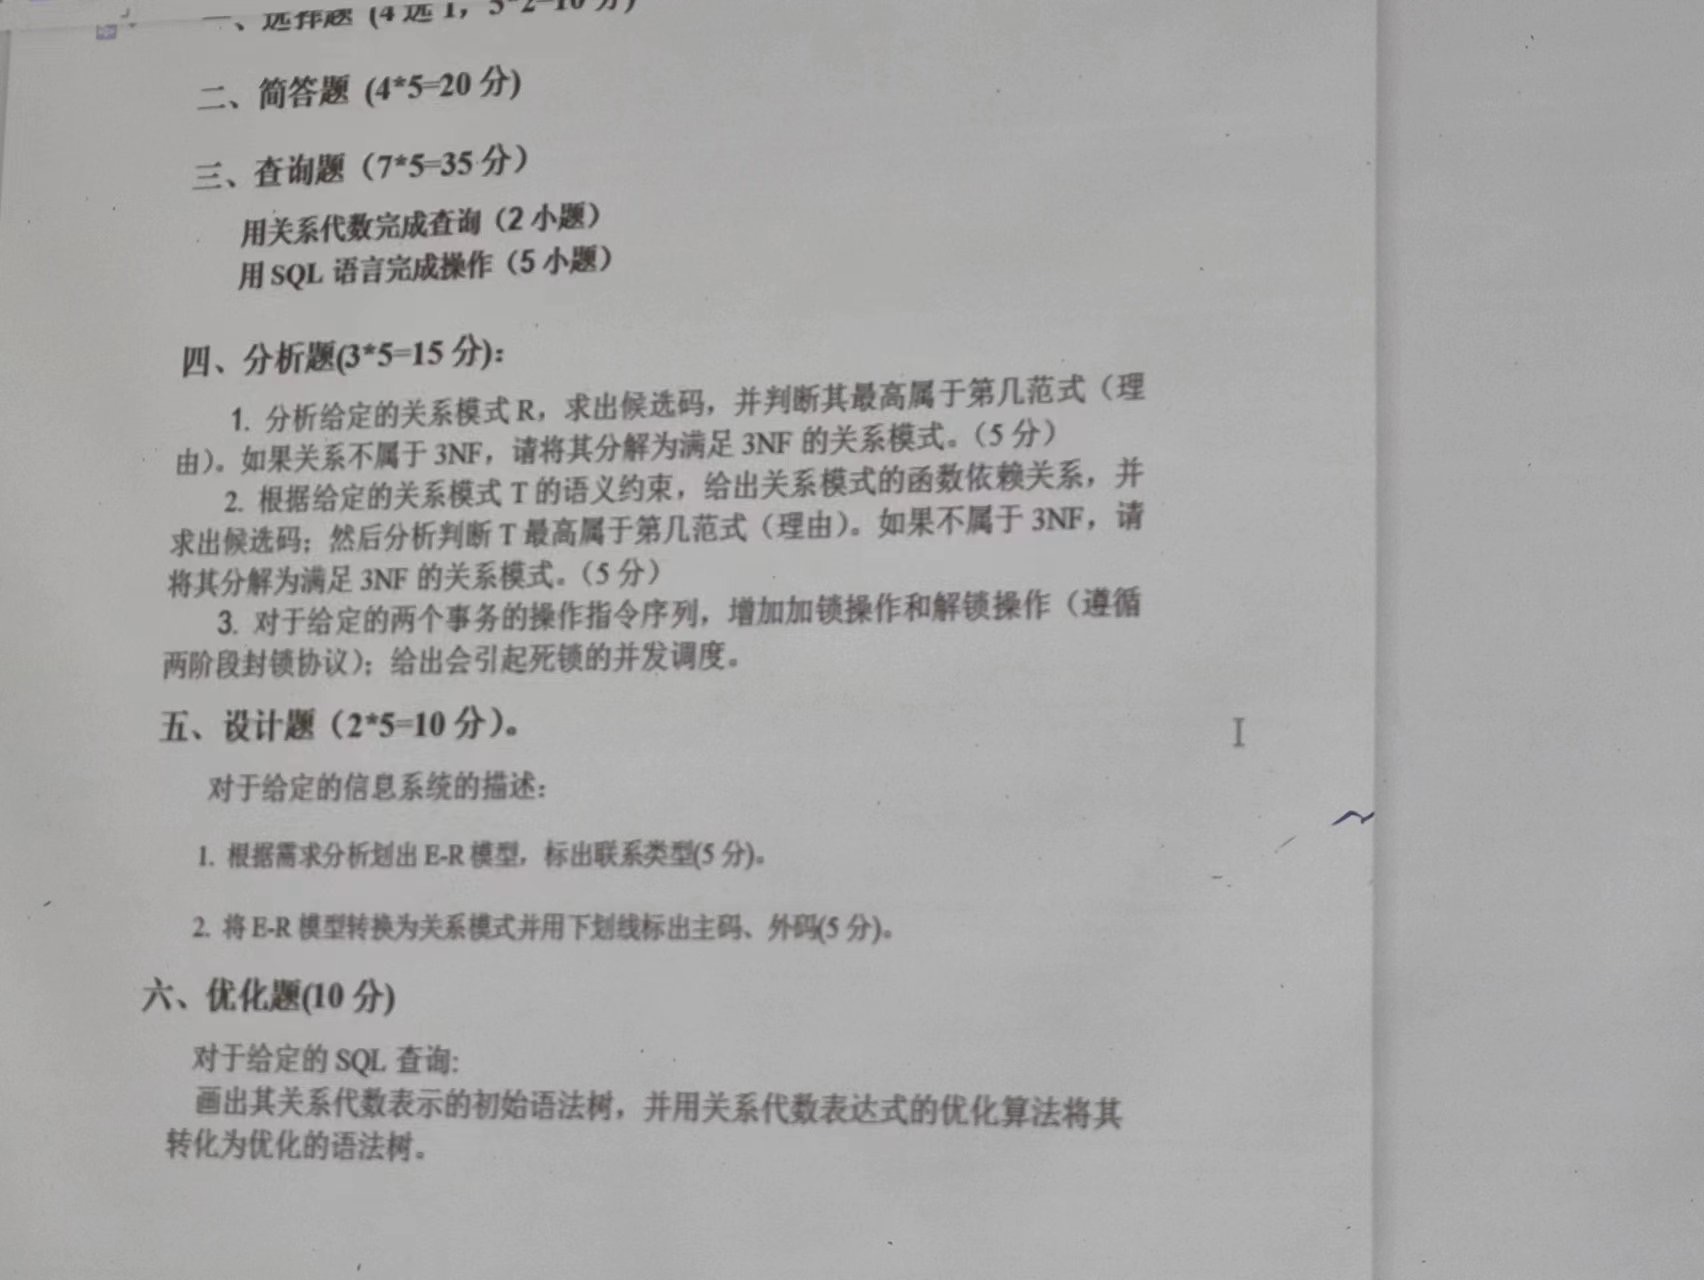 一、选择题（4 选 1，5*2=10 分）
二、简答题 (4*5=20 分)
三、查询题（7*5=35 分）
用关系代数完成查询（2 小题）
用 SQL 语言完成操作（5 小题）
四、分析题(3*5=15 分)：
1. 分析给定的关系模式 R，求出候选码，并判断其最高属于第几范式（理
由）。如果关系不属于 3NF，请将其分解为满足 3NF 的关系模式。（5 分）
2. 根据给定的关系模式 T 的语义约束，给出关系模式的函数依赖关系，并
求出候选码；然后分析判断 T 最高属于第几范式（理由）。如果不属于 3NF，请
将其分解为满足 3NF 的关系模式。（5 分）
3. 对于给定的两个事务的操作指令序列，增加加锁操作和解锁操作（遵循
两阶段封锁协议）；给出会引起死锁的并发调度。
五、设计题（2*5=10 分）。
对于给定的信息系统的描述：
1. 根据需求分析划出 E-R 模型，标出联系类型(5 分)。
2. 将 E-R 模型转换为关系模式并用下划线标出主码、外码(5 分)。
六、优化题(10 分)
对于给定的 SQL 查询:
画出其关系代数表示的初始语法树，并用关系代数表达式的优化算法将其
转化为优化的语法树。